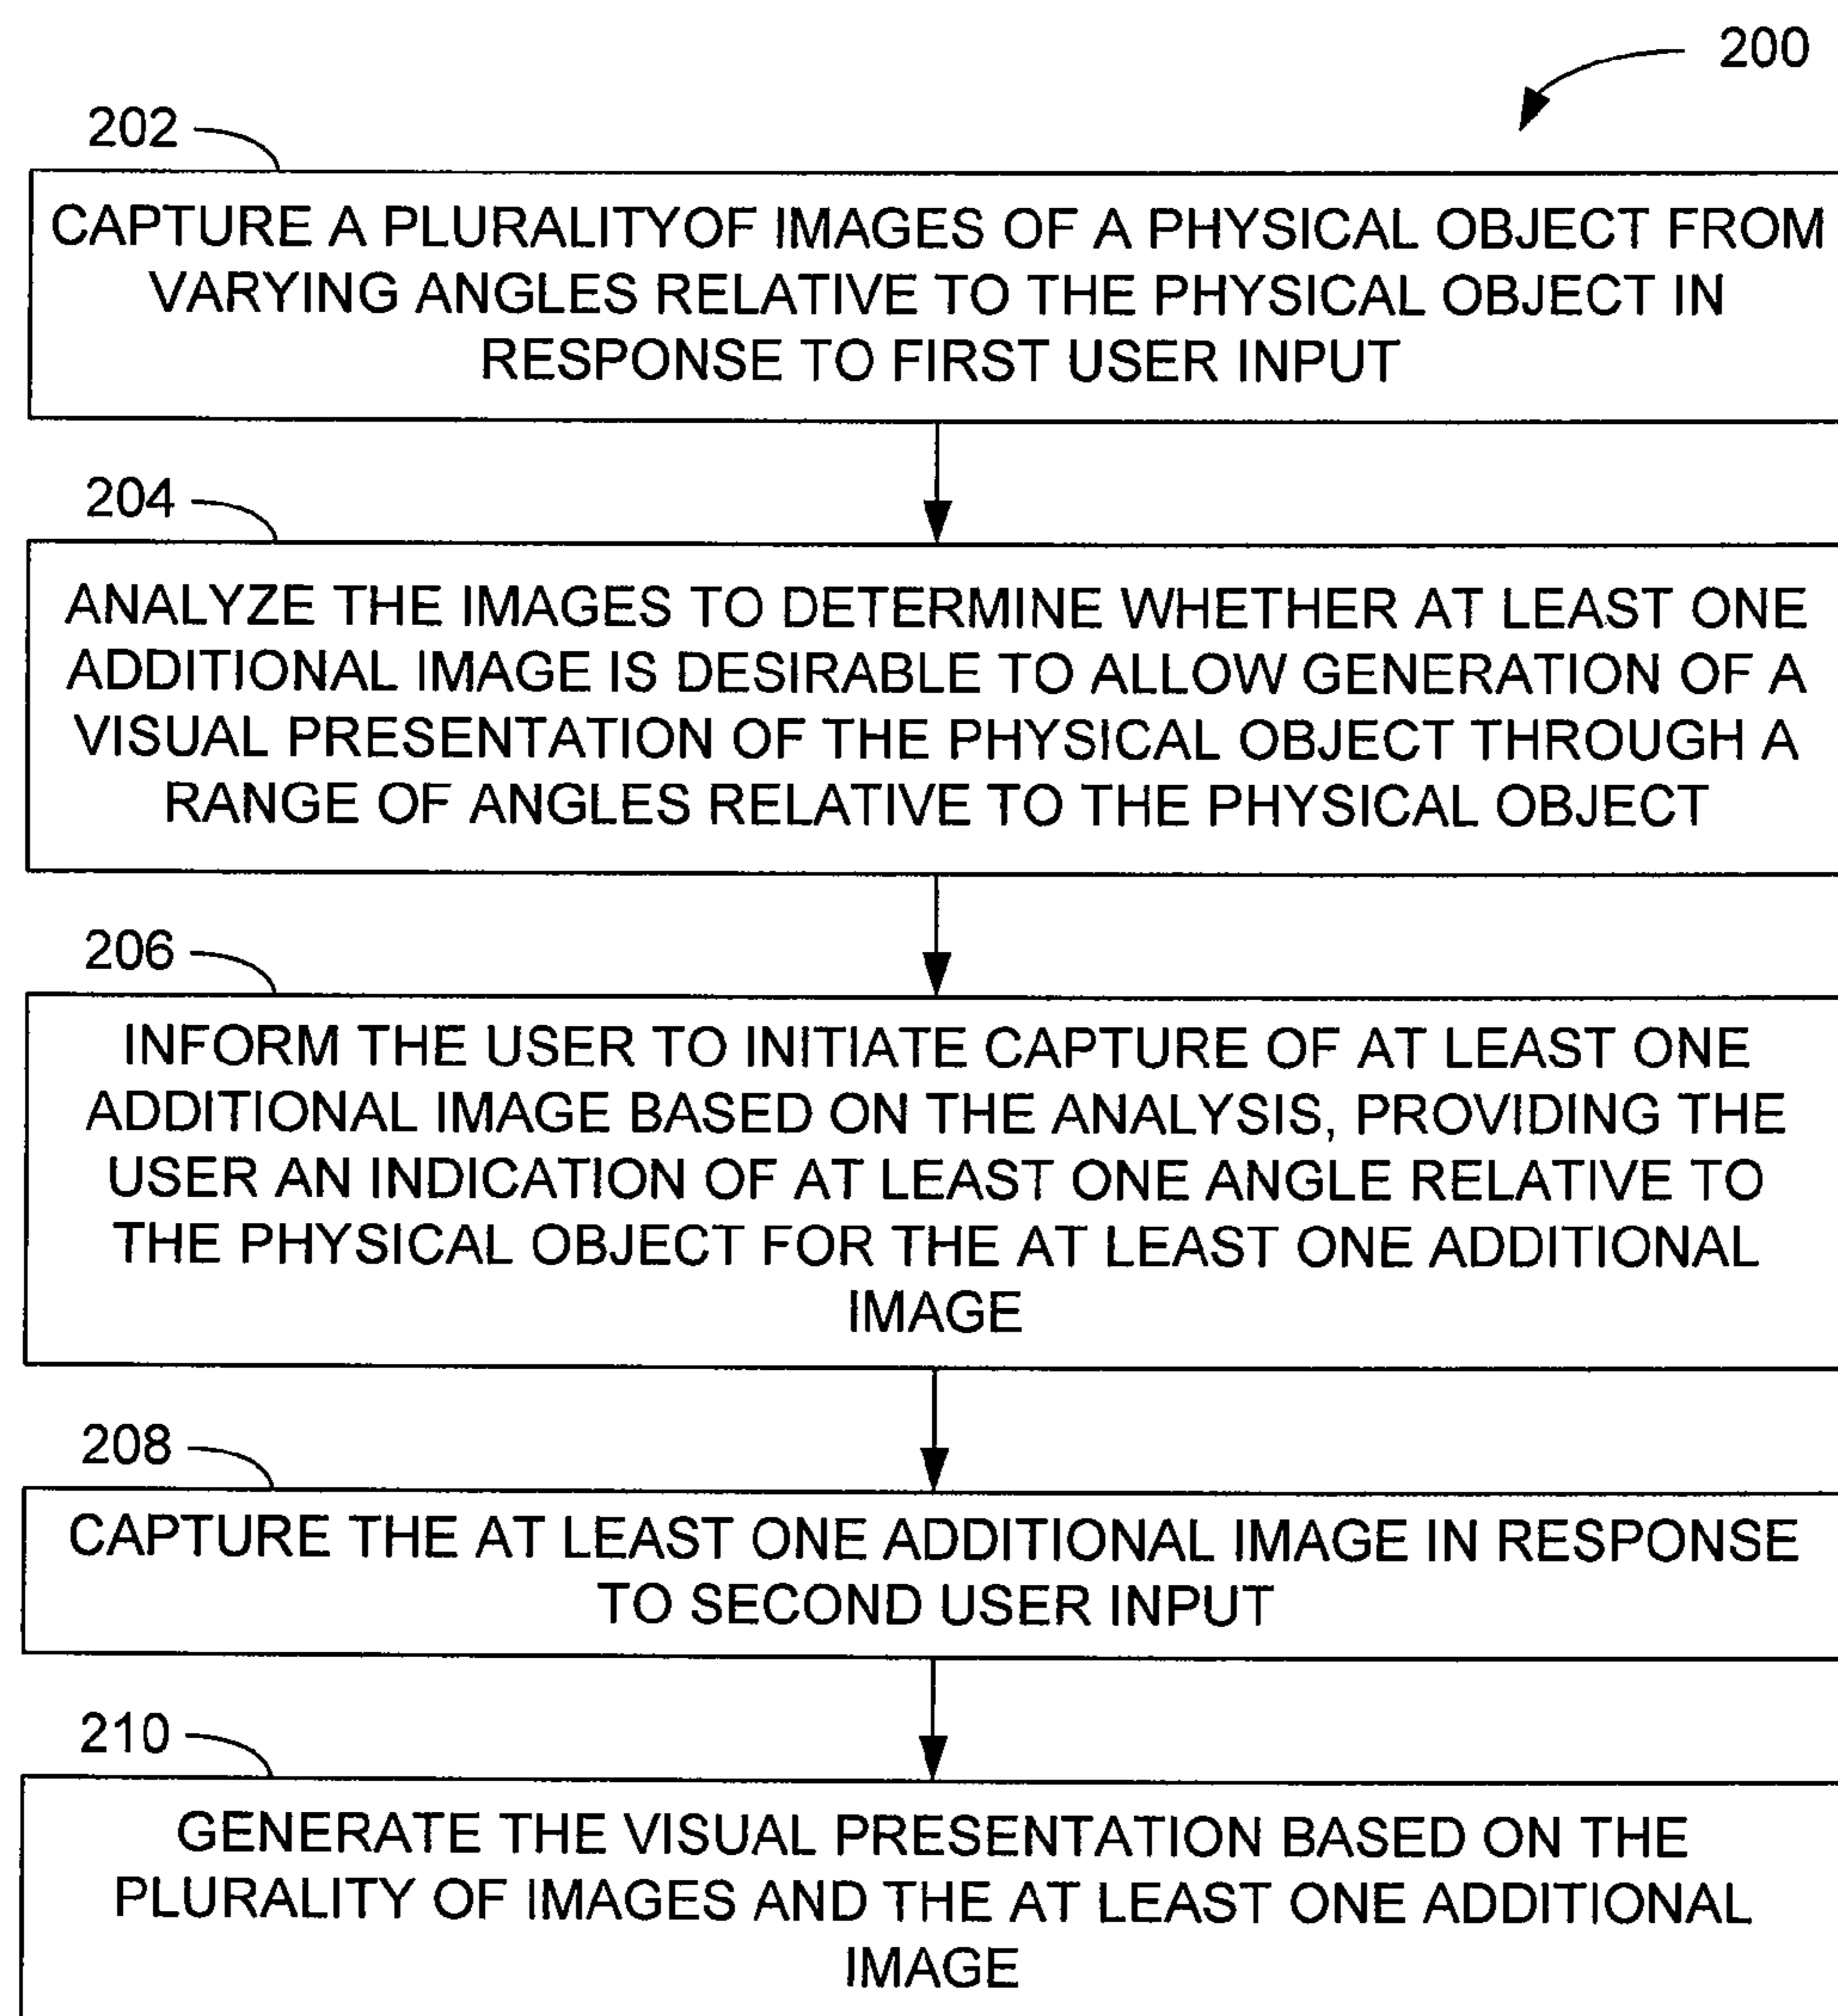 200
202
CAPTURE A PLURALITYOF IMAGES OF A PHYSICAL OBJECT FROM
VARYING ANGLES RELATIVE TO THE PHYSICAL OBJECT IN
RESPONSE TO FIRST USER INPUT
204
ANALYZE THE IMAGES TO DETERMINE WHETHER AT LEAST ONE
ADDITIONAL IMAGE IS DESIRABLE TO ALLOW GENERATION OF A
VISUAL PRESENTATION OF THE PHYSICAL OBJECT THROUGH A
RANGE OF ANGLES RELATIVE TO THE PHYSICAL OBJECT
206
INFORM THE USER TO INITIATE CAPTURE OF AT LEAST ONE
ADDITIONAL IMAGE BASED ON THE ANALYSIS, PROVIDING THE
USER AN INDICATION OF AT LEAST ONE ANGLE RELATIVE TO
THE PHYSICAL OBJECT FOR THE AT LEAST ONE ADDITIONAL
IMAGE
208
CAPTURE THE AT LEAST ONE ADDITIONAL IMAGE IN RESPONSE
TO SECOND USER INPUT
210
GENERATE THE VISUAL PRESENTATION BASED ON THE
PLURALITY OF IMAGES AND THE AT LEAST ONE ADDITIONAL
IMAGE